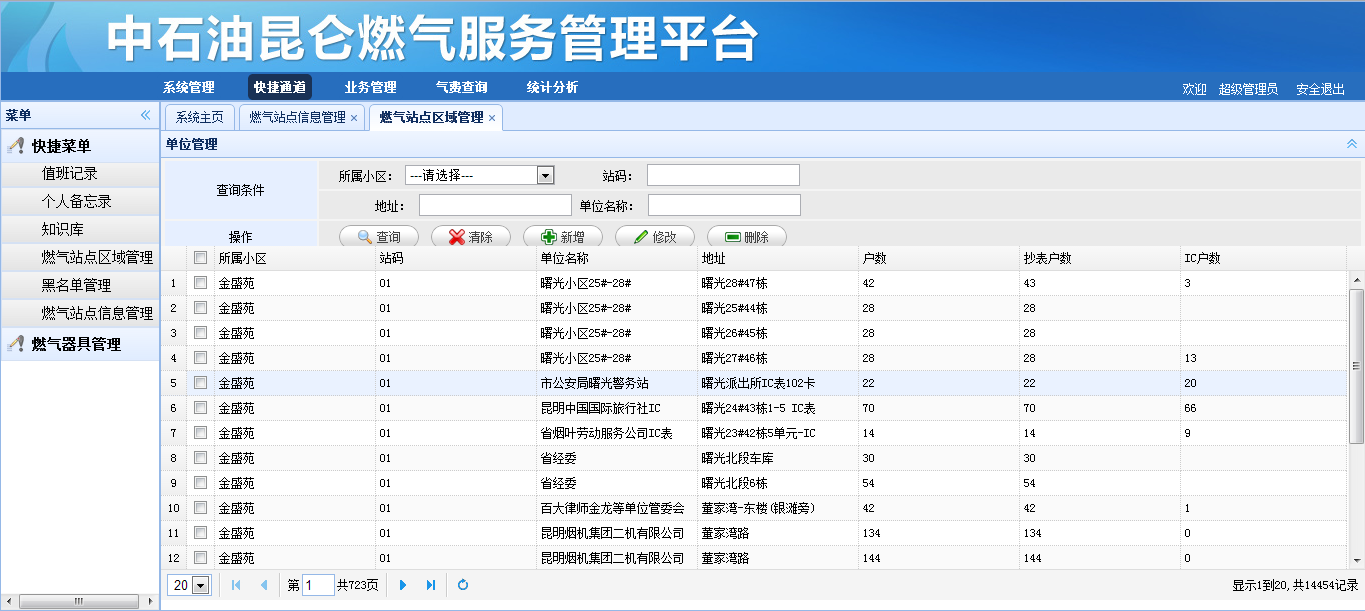 中石油昆仑燃气服务管理平台
系统管理 快捷通道 业务管理 气费查询 统计分析 欢迎 超级管理员 安全退出
菜单 系统主页 燃气站点信息管理 燃气站点区域管理
快捷菜单
值班记录
个人备忘录
知识库
燃气站点区域管理
黑名单管理
燃气站点信息管理
燃气器具管理
单位管理
查询条件 所属小区: ---请选择--- 站码:
地址: 单位名称:
操作 查询 清除 新增 修改 删除
所属小区 站码 单位名称 地址 户数 抄表户数 IC户数
1 金盛苑 01 曙光小区25#-28# 曙光28#47栋 42 43 3
2 金盛苑 01 曙光小区25#-28# 曙光25#44栋 28 28
3 金盛苑 01 曙光小区25#-28# 曙光26#45栋 28 28
4 金盛苑 01 曙光小区25#-28# 曙光27#46栋 28 28 13
5 金盛苑 01 市公安局曙光警务站 曙光派出所IC表102卡 22 22 20
6 金盛苑 01 昆明中国国际旅行社IC 曙光24#43栋1-5 IC表 70 70 66
7 金盛苑 01 省烟叶劳动服务公司IC表 曙光23#42栋5单元-IC 14 14 9
8 金盛苑 01 省经委 曙光北段车库 30 30
9 金盛苑 01 省经委 曙光北段6栋 54 54
10 金盛苑 01 百大律师金龙等单位管委会 董家湾-东楼(银滩旁) 42 42 1
11 金盛苑 01 昆明烟机集团二机有限公司 董家湾路 134 134 0
12 金盛苑 01 昆明烟机集团二机有限公司 董家湾路 144 144 0
20 第 1 共723页 显示1到20,共14454记录